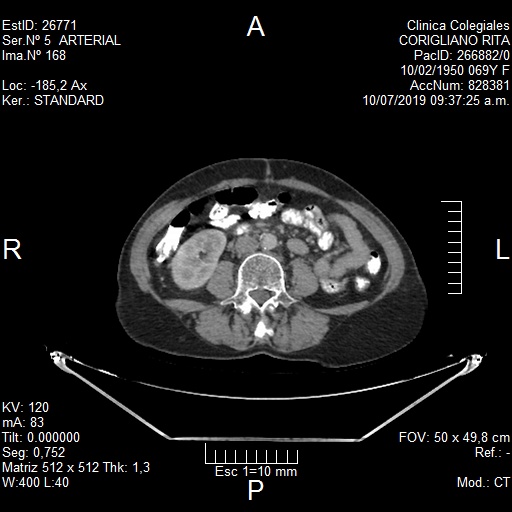 EstID: 26771
Ser.Nº 5  ARTERIAL
Ima.Nº 168
Loc: -185,2 Ax
Ker.: STANDARD
A
Clinica Colegiales
CORIGLIANO RITA
PacID: 266882/0
10/02/1950 069Y F
AccNum: 828381
10/07/2019 09:37:25 a.m.
R
L
KV: 120
mA: 83
Tilt: 0.000000
Seg: 0,752
Matriz 512 x 512 Thk: 1,3
W:400 L:40
Esc 1=10 mm
P
FOV: 50 x 49,8 cm
Ref.: -
Mod.: CT